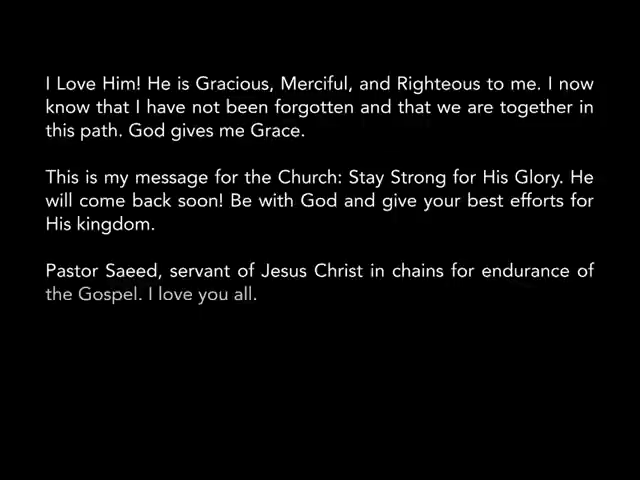 I Love Him! He is Gracious, Merciful, and Righteous to me. I now
know that I have not been forgotten and that we are together in
this path. God gives me Grace.
This is my message for the Church: Stay Strong for His Glory. He
will come back soon! Be with God and give your best efforts for
His kingdom.
Pastor Saeed, servant of Jesus Christ in chains for endurance of
the Gospel. I love you all.